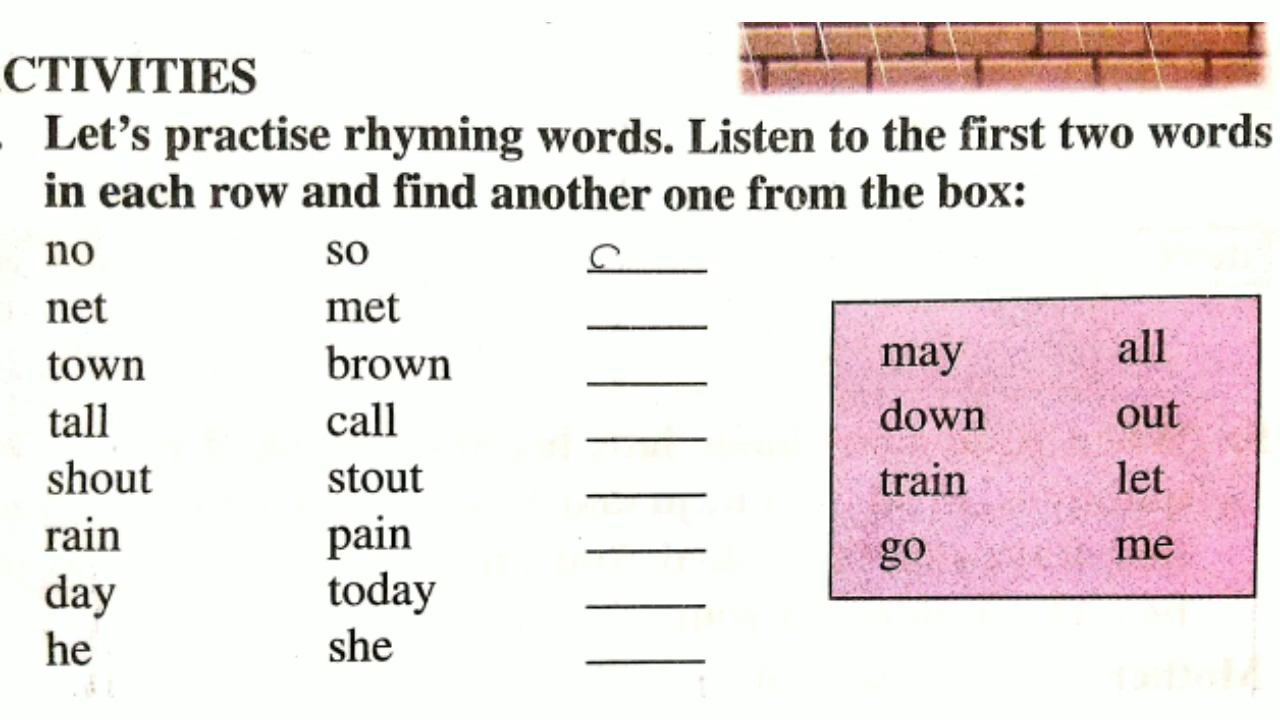 CTIVITIES
Let's practise rhyming words. Listen to the first two words
in each row and find another one from the box:
no so
net met
town brown
tall call
shout stout
rain pain
day today
he she
may all
down out
train let
go me